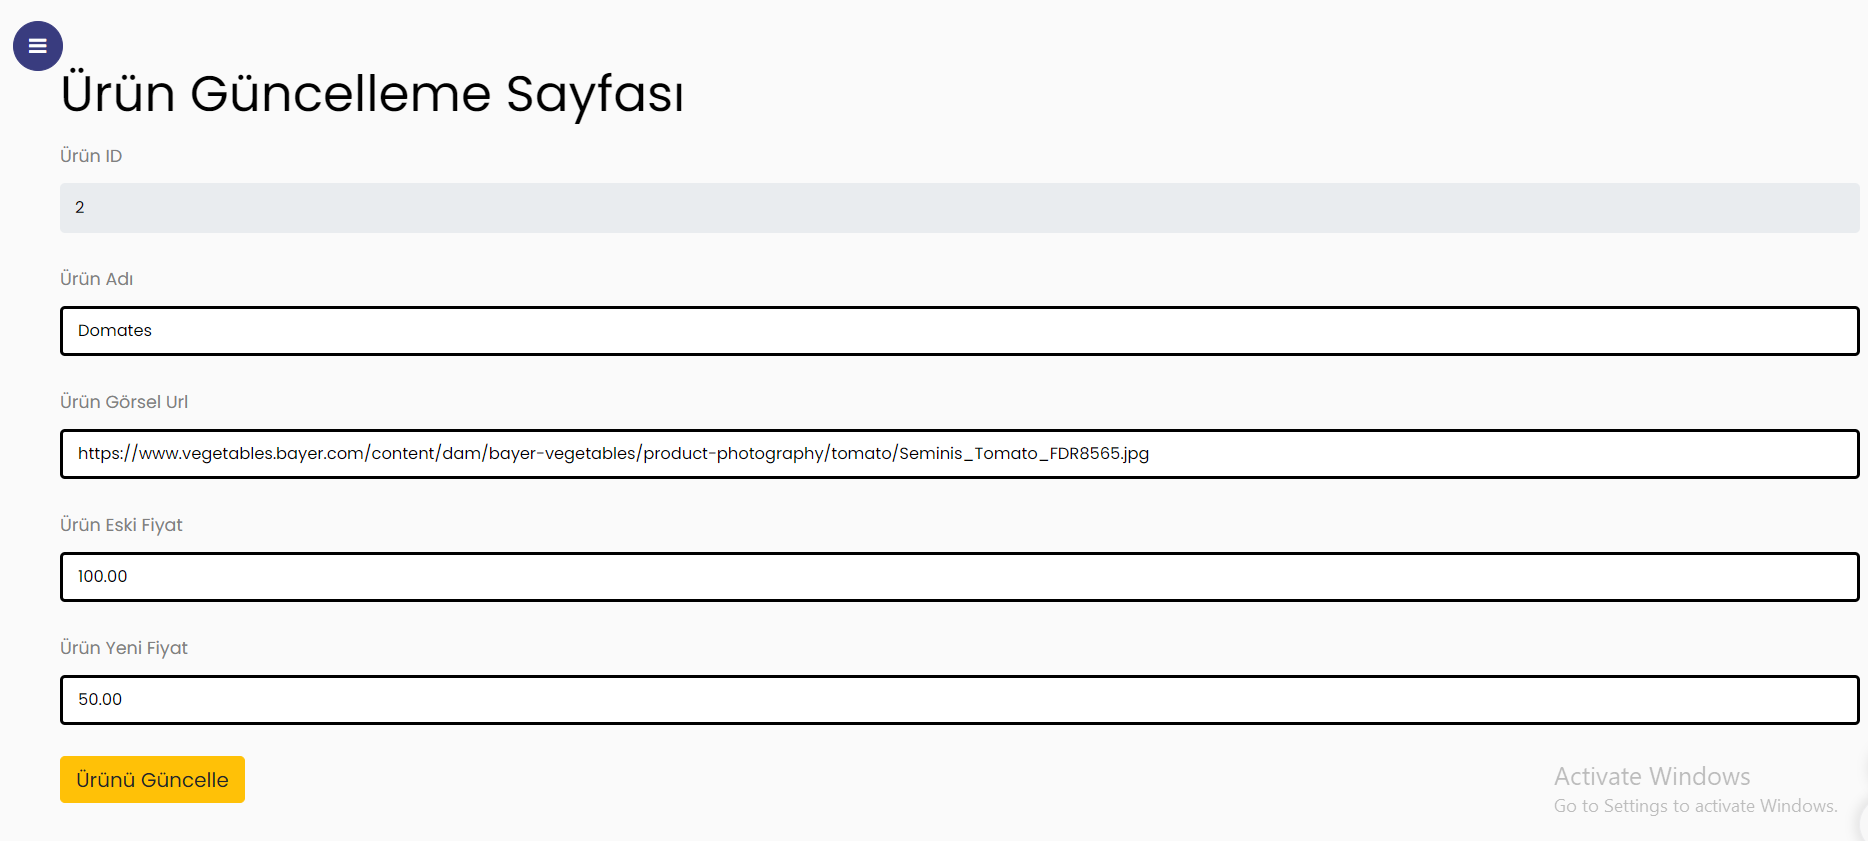 Ürün Güncelleme Sayfası
Ürün ID
2
Ürün Adı
Domates
Ürün Görsel Url
https://www.vegetables.bayer.com/content/dam/bayer-vegetables/product-photography/tomato/Seminis_Tomato_FDR8565.jpg
Ürün Eski Fiyat
100.00
Ürün Yeni Fiyat
50.00
Ürünü Güncelle
Activate Windows
Go to Settings to activate Windows.